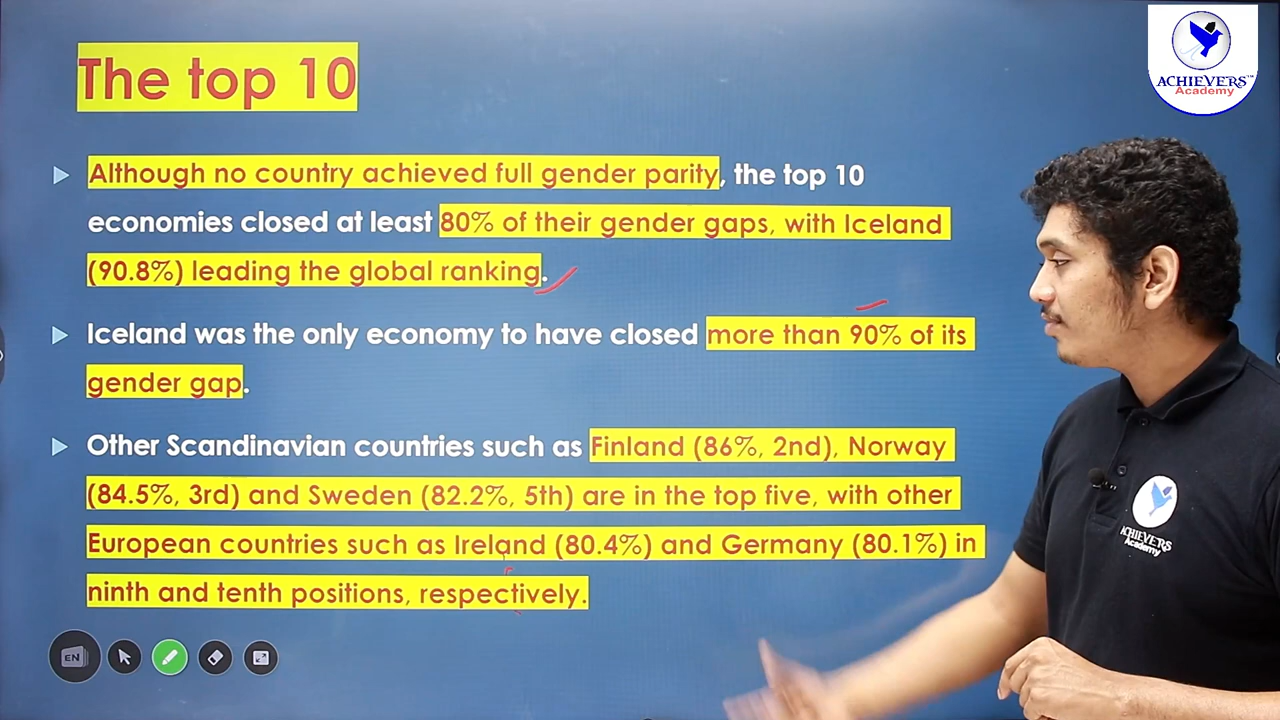 The top 10
ACHIEVERS™
Academy
Although no country achieved full gender parity, the top 10
economies closed at least 80% of their gender gaps, with Iceland
(90.8%) leading the global ranking.
Iceland was the only economy to have closed more than 90% of its
gender gap.
Other Scandinavian countries such as Finland (86%, 2nd), Norway
(84.5%, 3rd) and Sweden (82.2%, 5th) are in the top five, with other
European countries such as Ireland (80.4%) and Germany (80.1%) in
ninth and tenth positions, respectively.
ACHIEVERS
Academy
EN